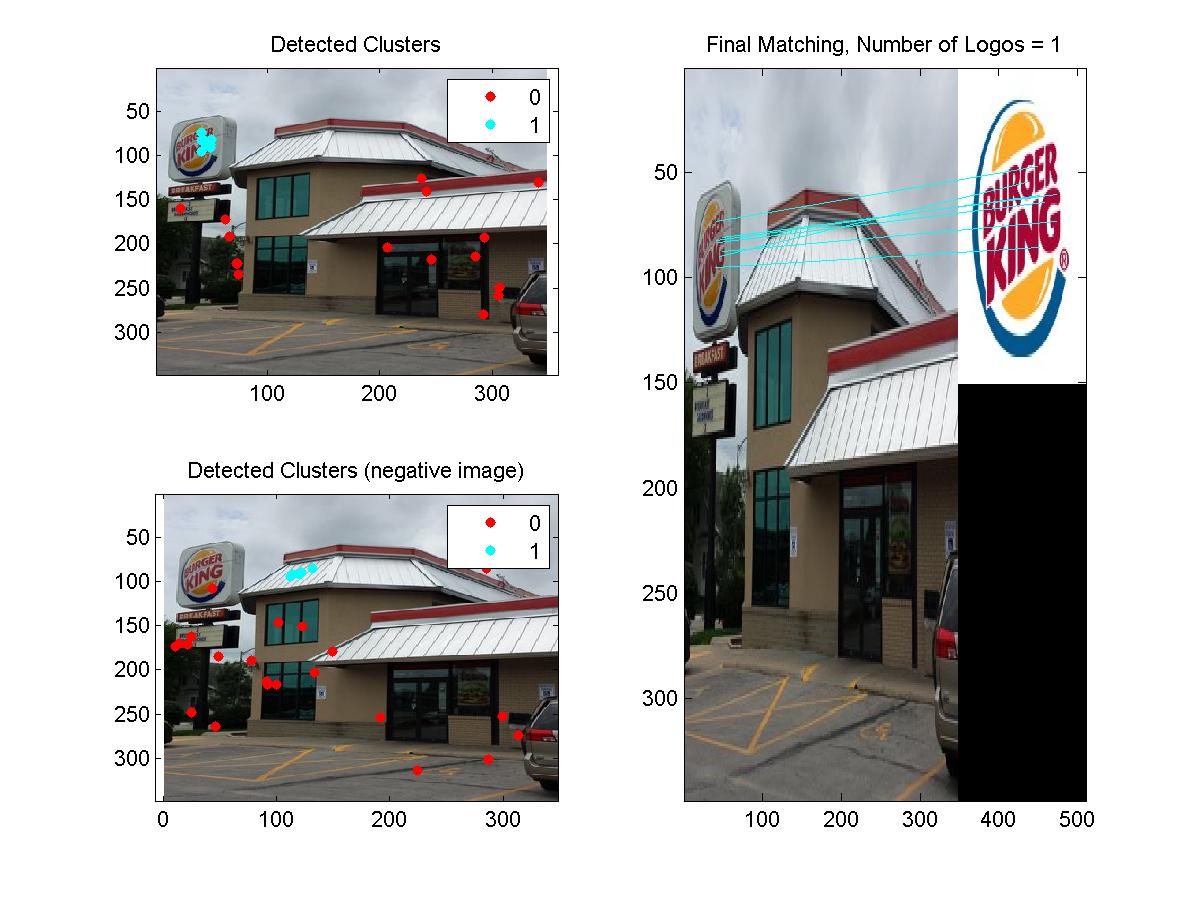 Detected Clusters
50
100
150
200
250
300
100
200
300
0
1
BURGER
KING
BREAKFAST
Detected Clusters (negative image)
50
100
150
200
250
300
0
100
200
300
0
1
BURGER
KING
BREAKFAST
Final Matching, Number of Logos = 1
50
100
150
200
250
300
100
200
300
400
500
BURGER
KING
BREAKFAST
BURGER
KING
®